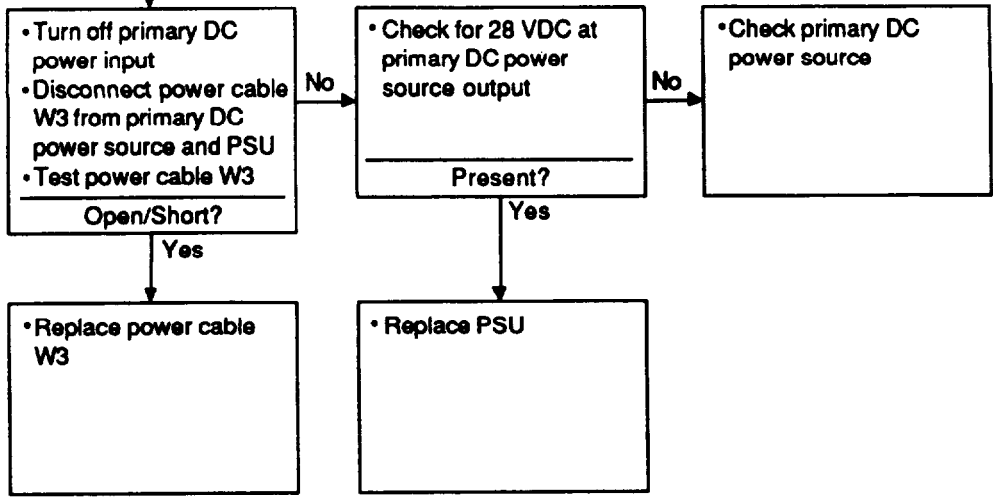 • Turn off primary DC
power input
• Disconnect power cable
W3 from primary DC
power source and PSU
• Test power cable W3
Open/Short?
No
Yes
• Check for 28 VDC at
primary DC power
source output
Present?
No
Yes
• Check primary DC
power source
• Replace power cable
W3
• Replace PSU